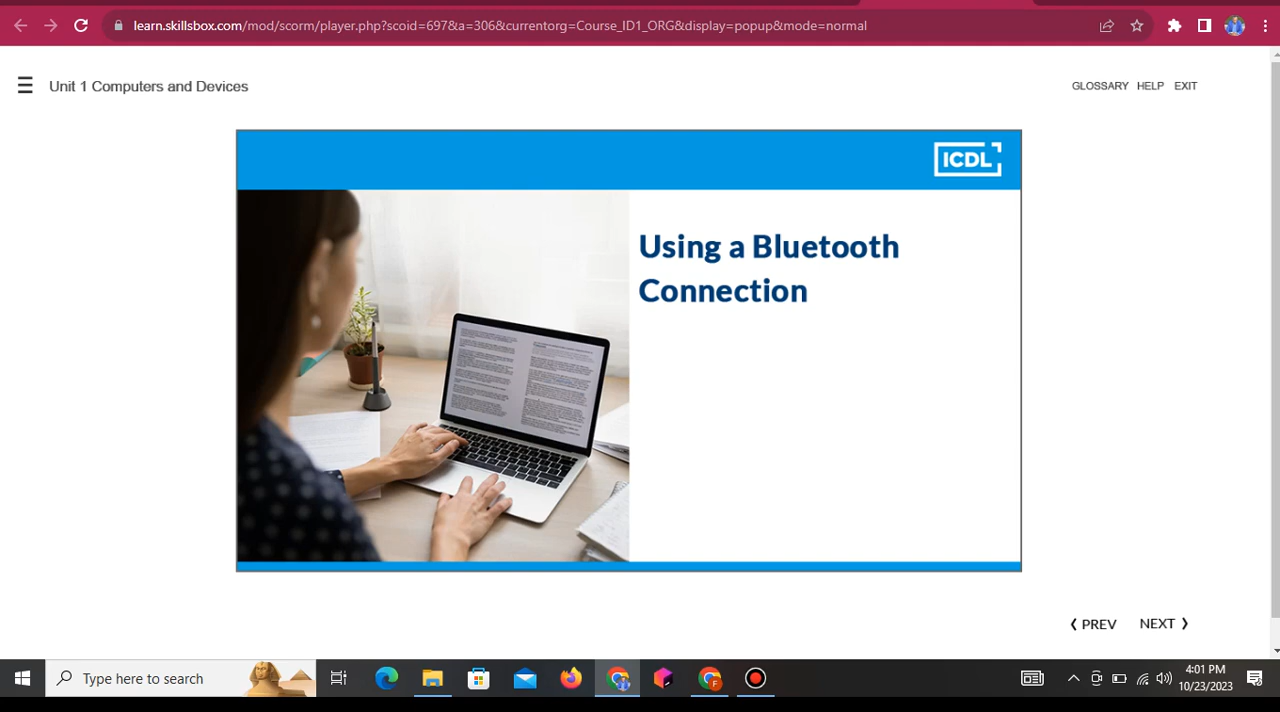 learn.skillsbox.com/mod/scorm/player.php?scoid=697&a=306&currentorg=Course_ID1_ORG&display=popup&mode=normal
Unit 1 Computers and Devices
GLOSSARY HELP EXIT
ICDL
Using a Bluetooth
Connection
PREV NEXT
Type here to search
4:01 PM
10/23/2023